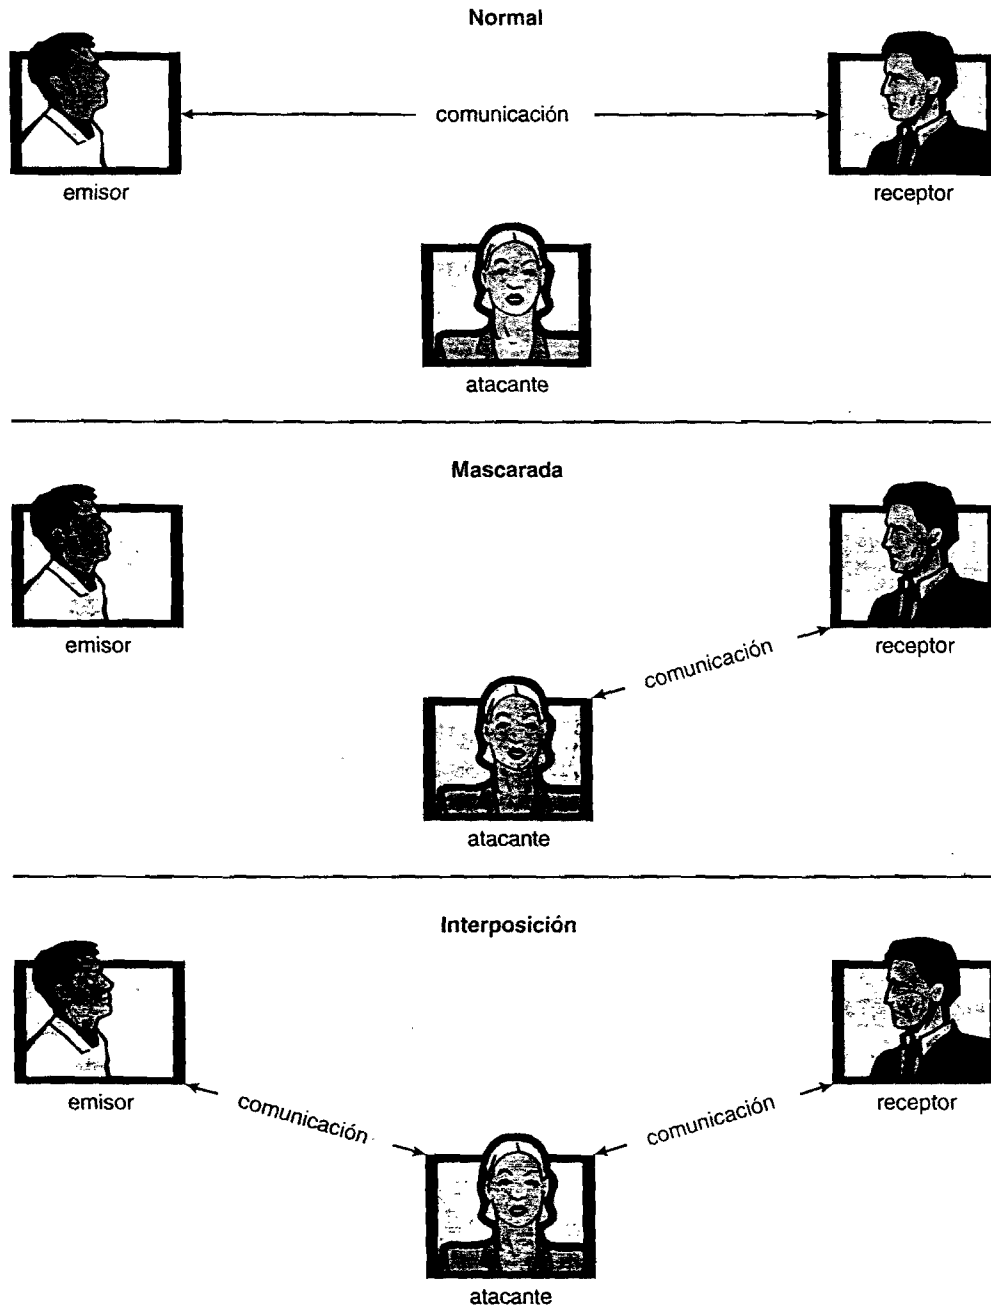 Normal
comunicación
emisor
receptor
atacante
Mascarada
emisor
receptor
comunicación
atacante
Interposición
emisor
receptor
comunicación
comunicación
atacante